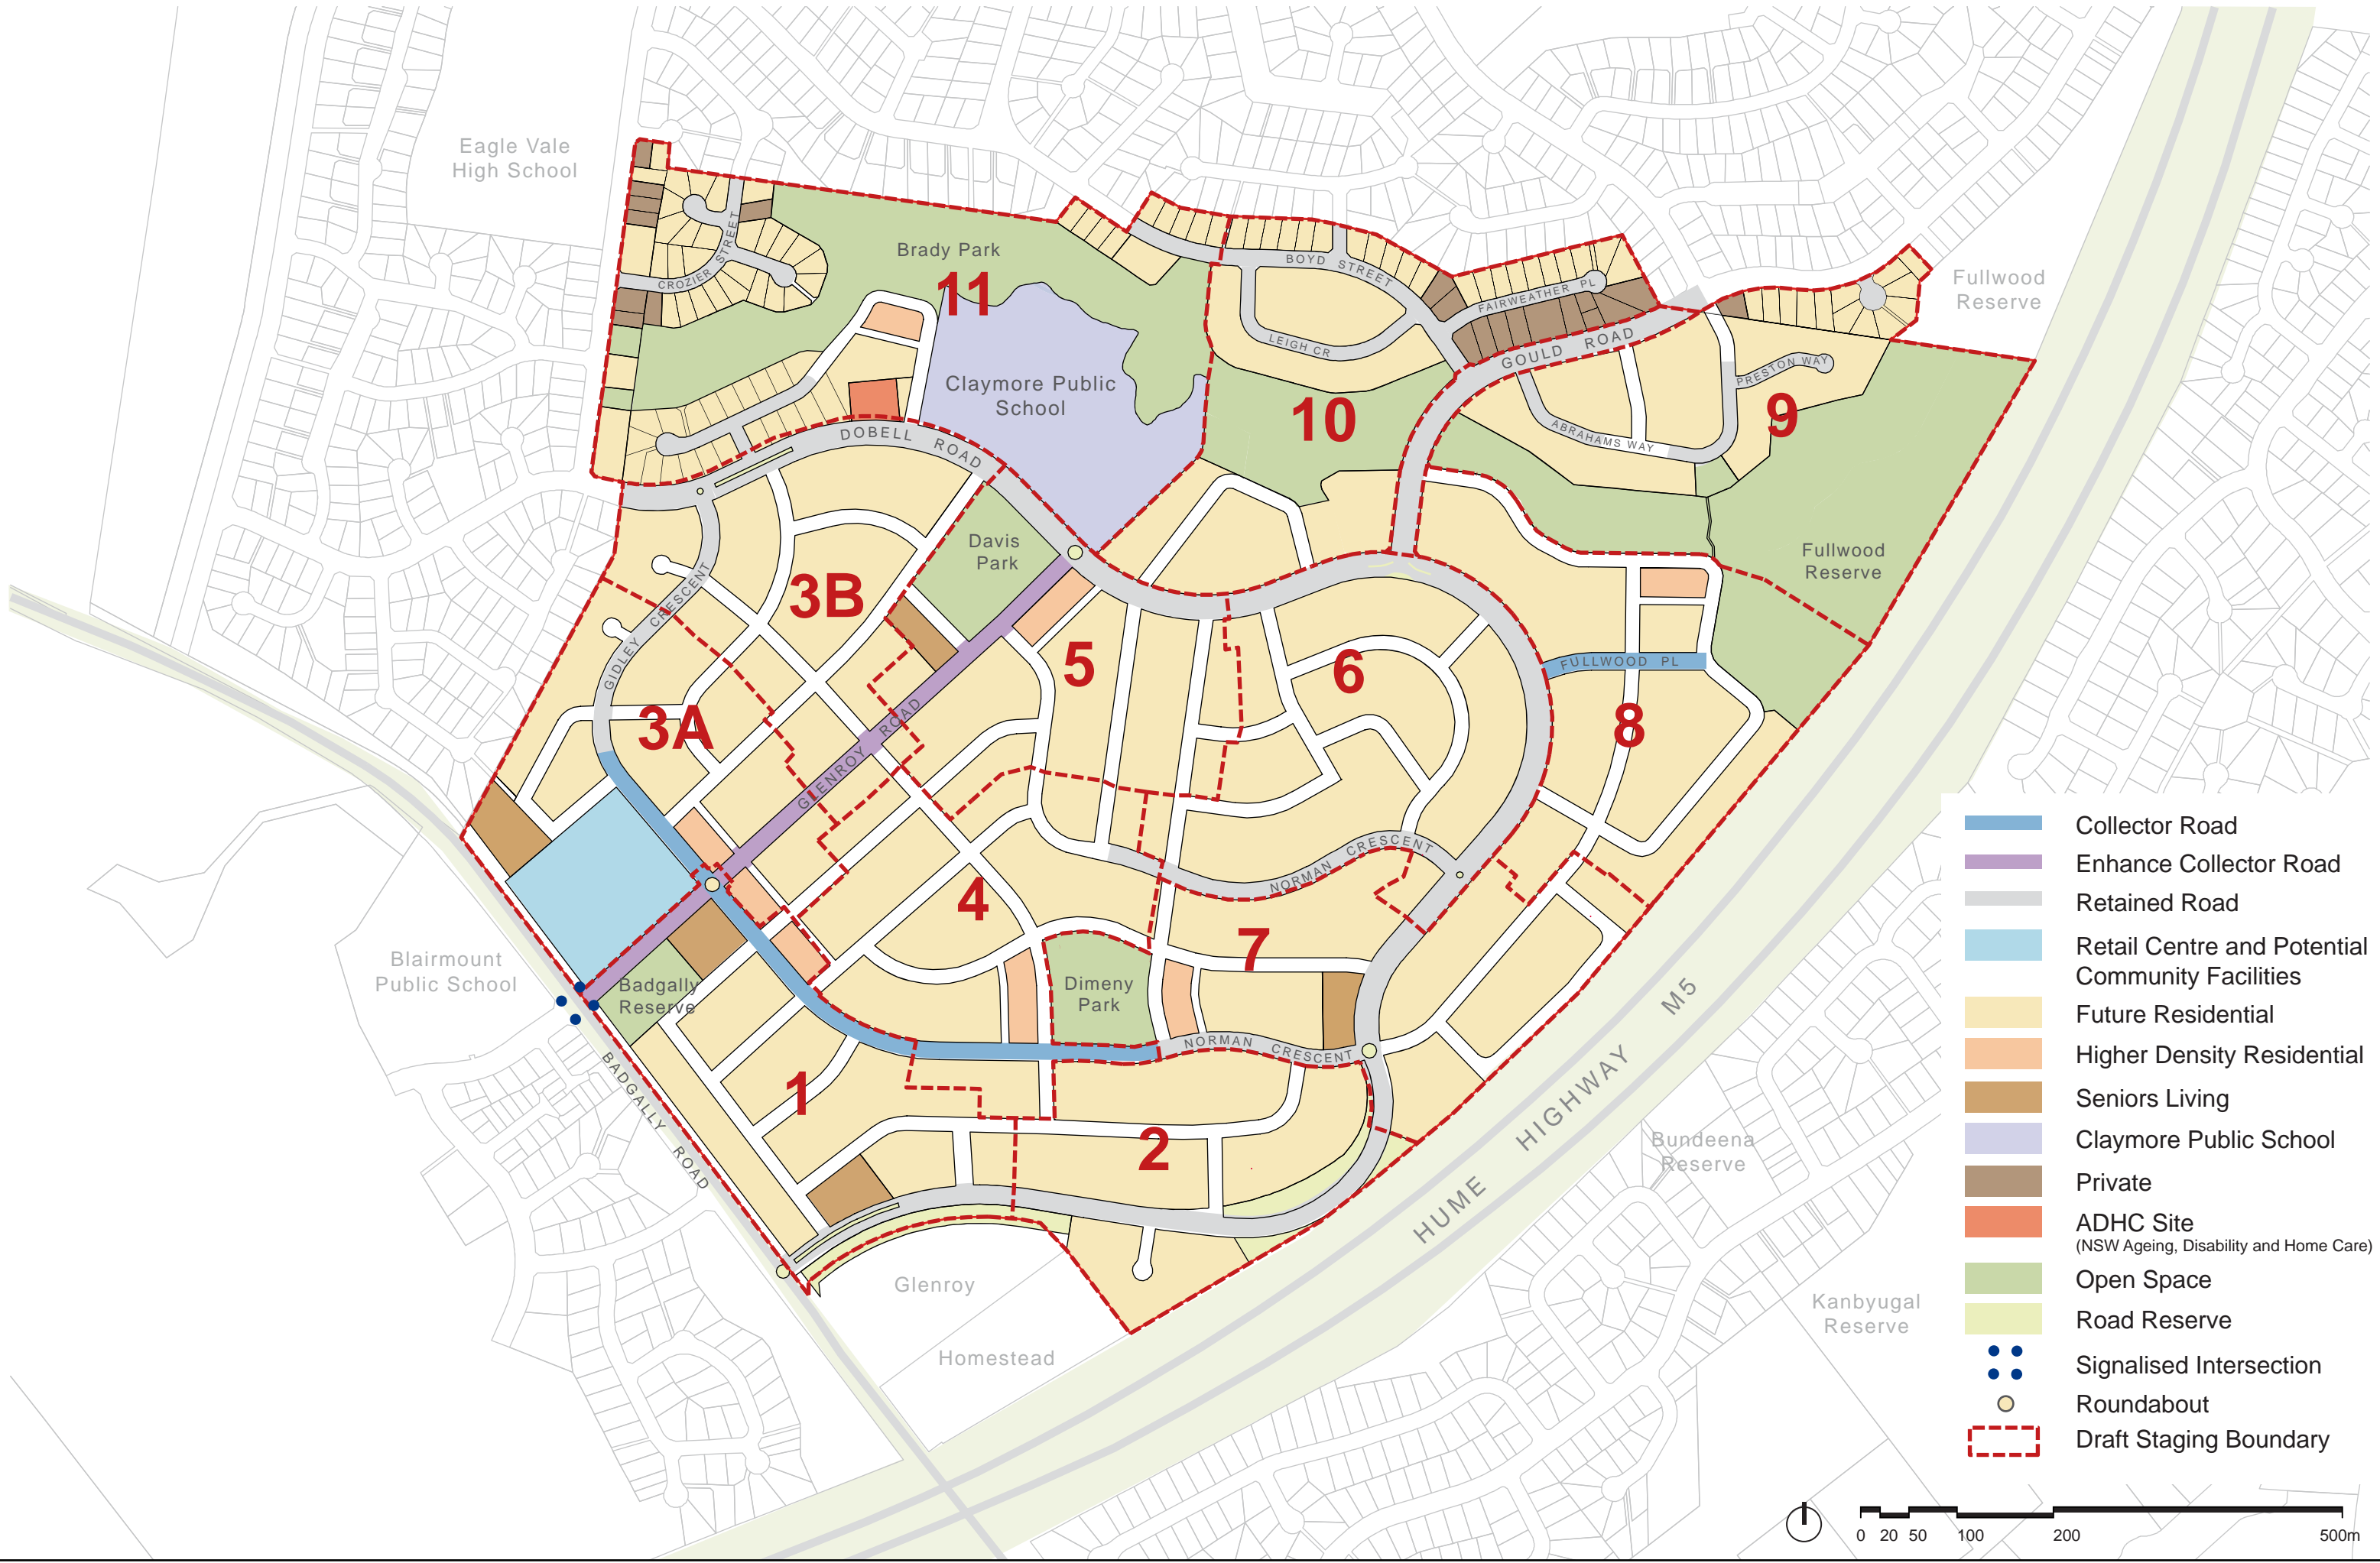 Eagle Vale
High School
Brady Park
11
CROZIER STREET
BOYD STREET
FAIRWEATHER PL
LEIGH CR
GOULD ROAD
Fullwood
Reserve
Claymore Public
School
10
PRESTON WAY
9
ABRAHAMS WAY
DOBELL ROAD
Davis
Park
Fullwood
Reserve
3B
GIDLEY CRESCENT
5
6
FULLWOOD PL
3A
8
GLENROY ROAD
NORMAN CRESCENT
4
7
Blairmount
Public School
Badgally
Reserve
Dimeny
Park
NORMAN CRESCENT
M5
HIGHWAY
HUME
BADGALLY ROAD
1
2
Bundeena
Reserve
Glenroy
Homestead
Kanbyugal
Reserve
Collector Road
Enhance Collector Road
Retained Road
Retail Centre and Potential
Community Facilities
Future Residential
Higher Density Residential
Seniors Living
Claymore Public School
Private
ADHC Site
(NSW Ageing, Disability and Home Care)
Open Space
Road Reserve
Signalised Intersection
Roundabout
Draft Staging Boundary
0 20 50 100 200 500m